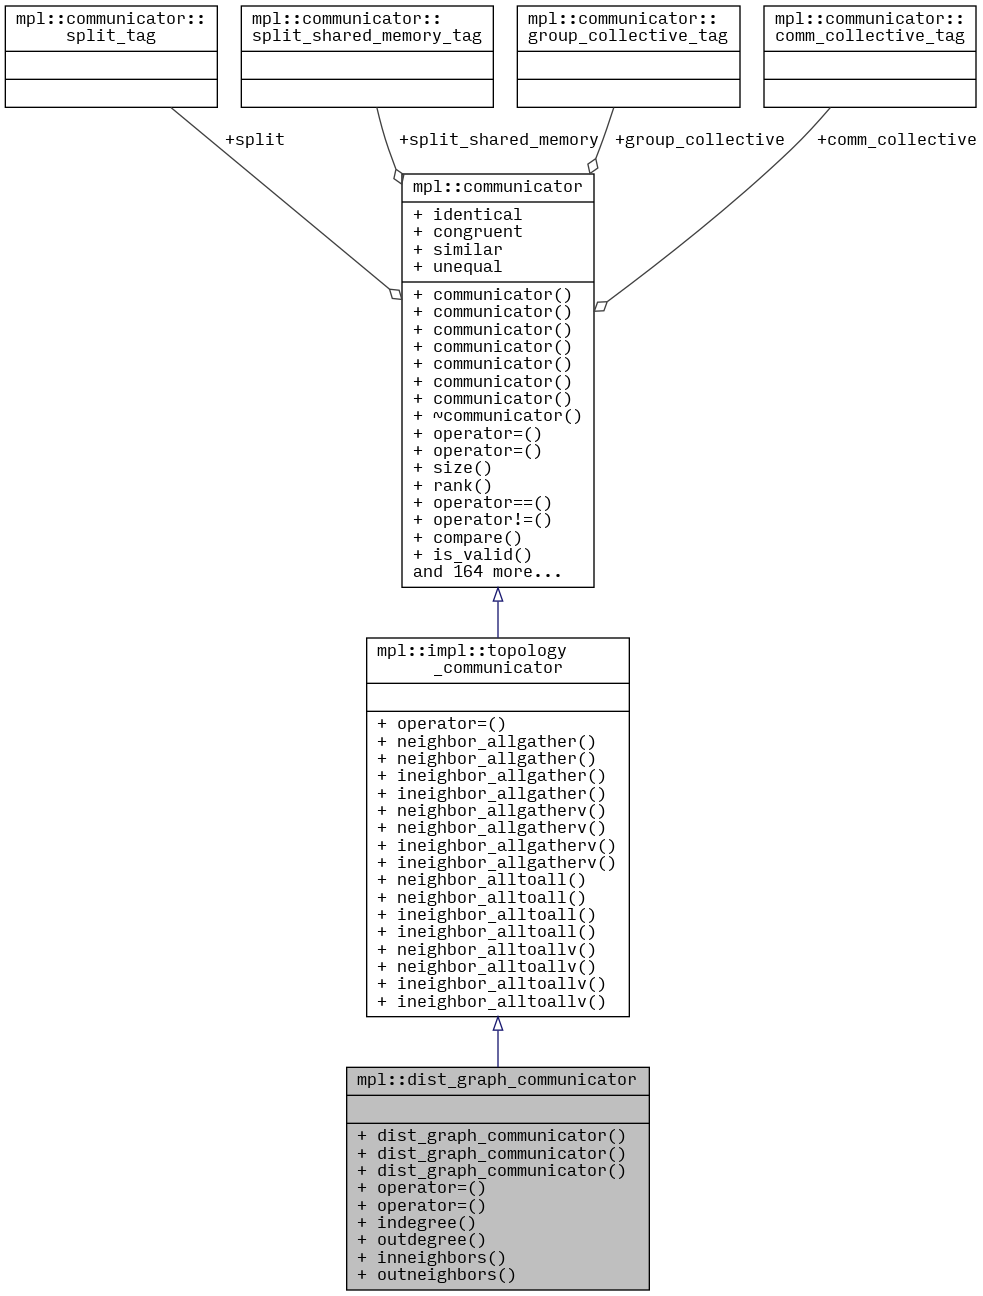 mpl::communicator::
split_tag
mpl::communicator::
split_shared_memory_tag
mpl::communicator::
group_collective_tag
mpl::communicator::
comm_collective_tag
+split
+split_shared_memory
+group_collective
+comm_collective
mpl::communicator
+ identical
+ congruent
+ similar
+ unequal
+ communicator()
+ communicator()
+ communicator()
+ communicator()
+ communicator()
+ communicator()
+ communicator()
+ ~communicator()
+ operator=()
+ operator=()
+ size()
+ rank()
+ operator==()
+ operator!=()
+ compare()
+ is_valid()
and 164 more...
mpl::impl::topology
_communicator
+ operator=()
+ neighbor_allgather()
+ neighbor_allgather()
+ ineighbor_allgather()
+ ineighbor_allgather()
+ neighbor_allgatherv()
+ neighbor_allgatherv()
+ ineighbor_allgatherv()
+ ineighbor_allgatherv()
+ neighbor_alltoall()
+ neighbor_alltoall()
+ ineighbor_alltoall()
+ ineighbor_alltoall()
+ neighbor_alltoallv()
+ neighbor_alltoallv()
+ ineighbor_alltoallv()
+ ineighbor_alltoallv()
mpl::dist_graph_communicator
+ dist_graph_communicator()
+ dist_graph_communicator()
+ dist_graph_communicator()
+ operator=()
+ operator=()
+ indegree()
+ outdegree()
+ inneighbors()
+ outneighbors()